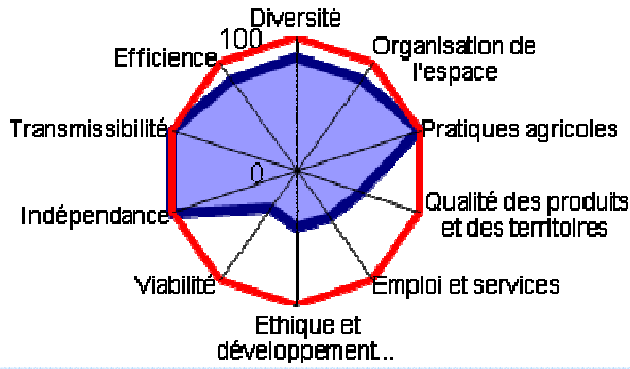 Diversité
100
Organisation de
l'espace
Efficience
Transmissibilité
Pratiques agricoles
0
Indépendance
Qualité des produits
et des territoires
Viabilité
Emploi et services
Ethique et
développement...